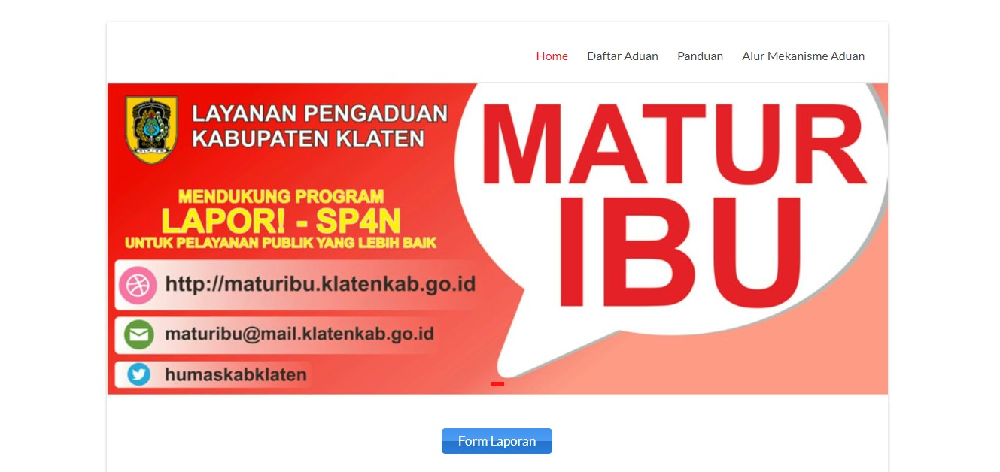 Home Daftar Aduan Panduan Alur Mekanisme Aduan
LAYANAN PENGADUAN
KABUPATEN KLATEN
MENDUKUNG PROGRAM
LAPOR! - SP4N
UNTUK PELAYANAN PUBLIK YANG LEBIH BAIK
http://maturibu.klatenkab.go.id
maturibu@mail.klatenkab.go.id
humaskabklaten
MATUR
IBU
KLATEN
Form Laporan